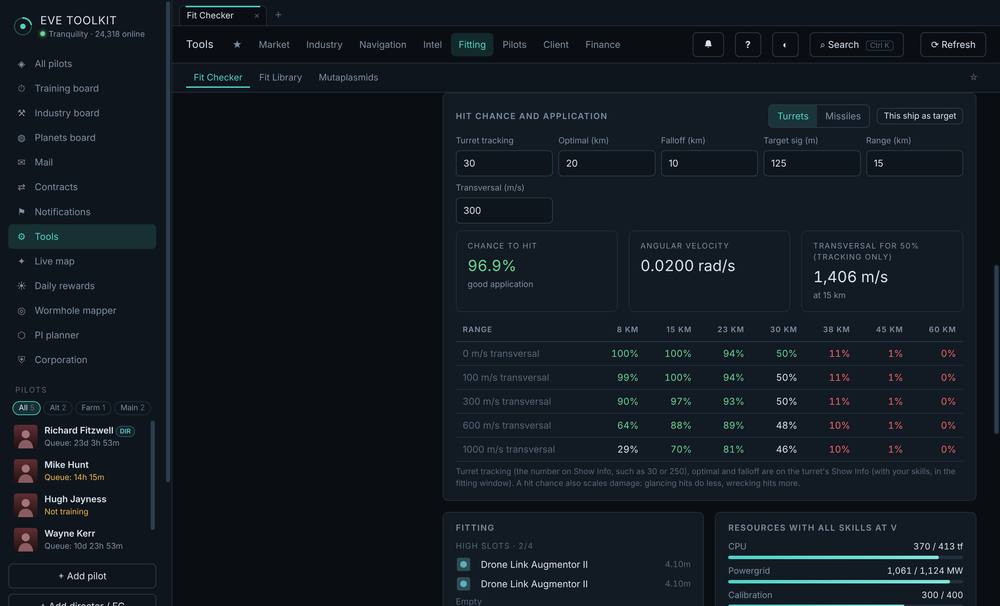 EVE TOOLKIT
Tranquility · 24,318 online
All pilots
Training board
Industry board
Planets board
Mail
Contracts
Notifications
Tools
Live map
Daily rewards
Wormhole mapper
PI planner
Corporation
PILOTS
All 5 Alt 2 Farm 1 Main 2
Richard Fitzwell DIR
Queue: 23d 3h 53m
Mike Hunt
Queue: 14h 15m
Hugh Jayness
Not training
Wayne Kerr
Queue: 10d 23h 53m
+ Add pilot
+ Add director / FC
Fit Checker × +
Tools ★ Market Industry Navigation Intel Fitting Pilots Client Finance ? Search Ctrl K Refresh
Fit Checker Fit Library Mutaplasmids
HIT CHANCE AND APPLICATION Turrets Missiles This ship as target
Turret tracking Optimal (km) Falloff (km) Target sig (m) Range (km)
30 20 10 125 15
Transversal (m/s)
300
CHANCE TO HIT
96.9%
good application
ANGULAR VELOCITY
0.0200 rad/s
TRANSVERSAL FOR 50%
(TRACKING ONLY)
1,406 m/s
at 15 km
RANGE 8 KM 15 KM 23 KM 30 KM 38 KM 45 KM 60 KM
0 m/s transversal 100% 100% 94% 50% 11% 1% 0%
100 m/s transversal 99% 100% 94% 50% 11% 1% 0%
300 m/s transversal 90% 97% 93% 50% 11% 1% 0%
600 m/s transversal 64% 88% 89% 48% 10% 1% 0%
1000 m/s transversal 29% 70% 81% 46% 10% 1% 0%
Turret tracking (the number on Show Info, such as 30 or 250), optimal and falloff are on the turret's Show Info (with your skills, in the
fitting window). A hit chance also scales damage: glancing hits do less, wrecking hits more.
FITTING
HIGH SLOTS · 2/4
Drone Link Augmentor II 4.10m
Drone Link Augmentor II 4.10m
Empty
RESOURCES WITH ALL SKILLS AT V
CPU 370 / 413 tf
Powergrid 1,061 / 1,124 MW
Calibration 300 / 400